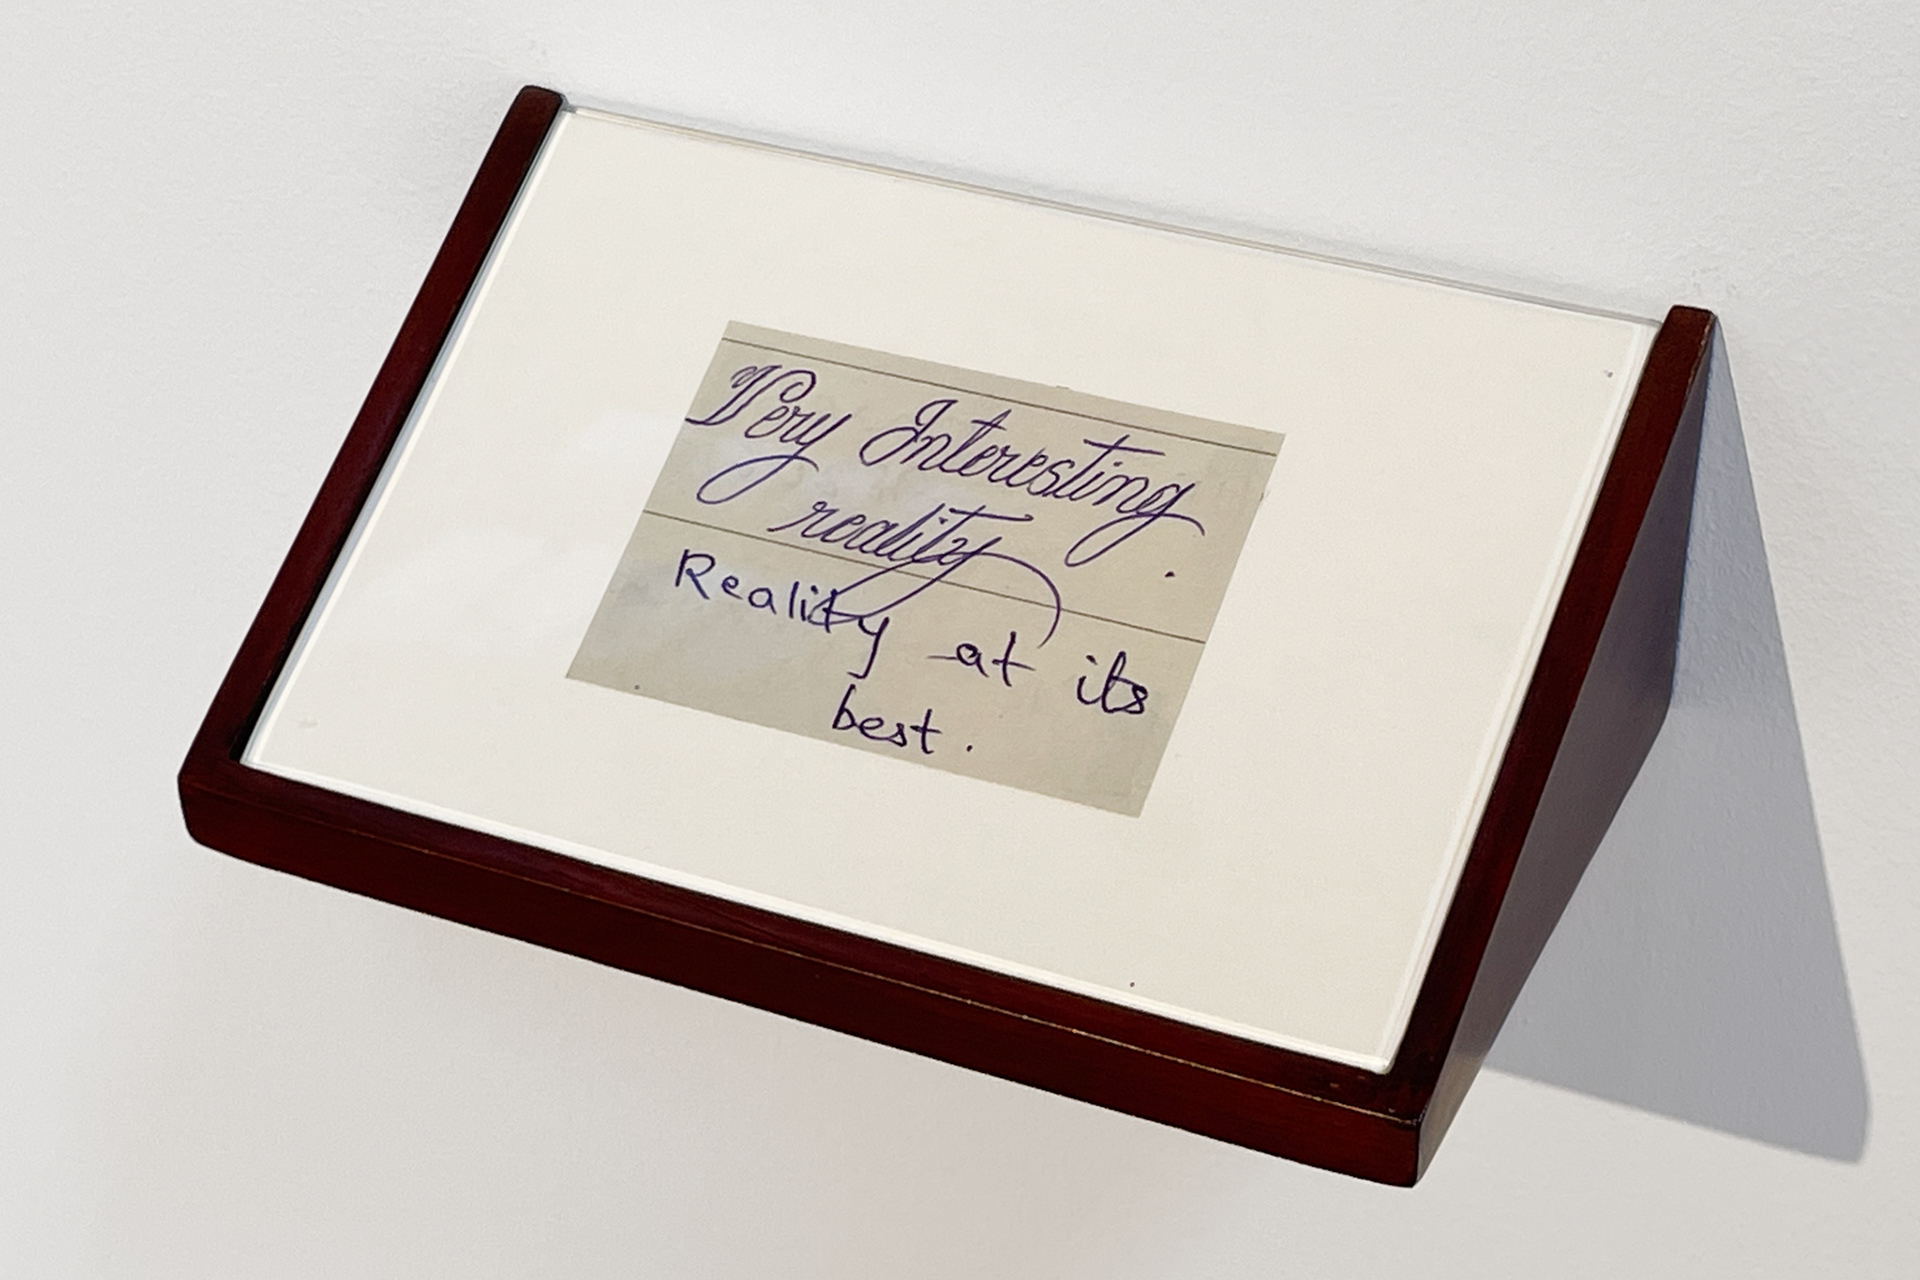 Very Interesting
reality.
Reality at its
best.